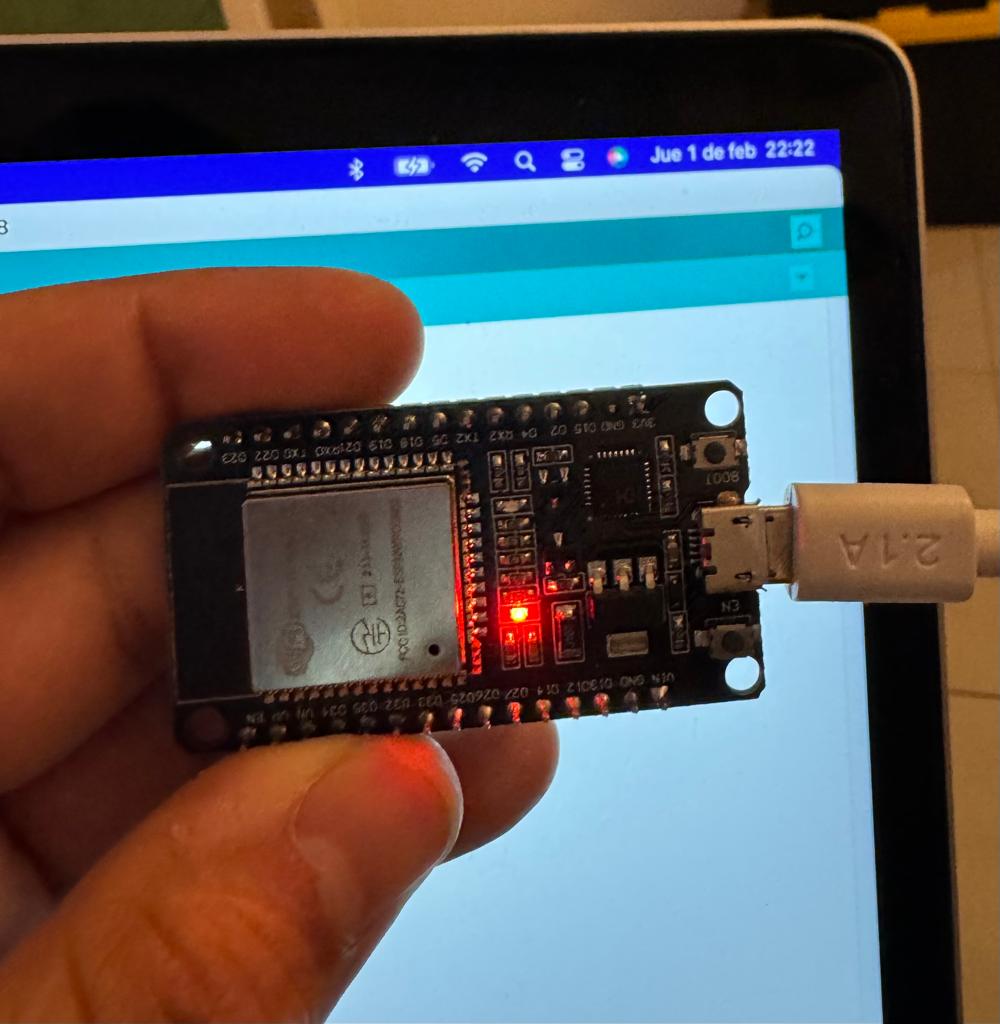 Jue 1 de feb 22:22
8
D23 D22 TX0 RX0 D21 D19 D18 D5 TX2 RX2 D4 D2 D15 GND 3V3
BOOT
2.1A
EN
EN VP VN D34 D35 D32 D33 D25 D26 D27 D14 D12 D13 GND VIN